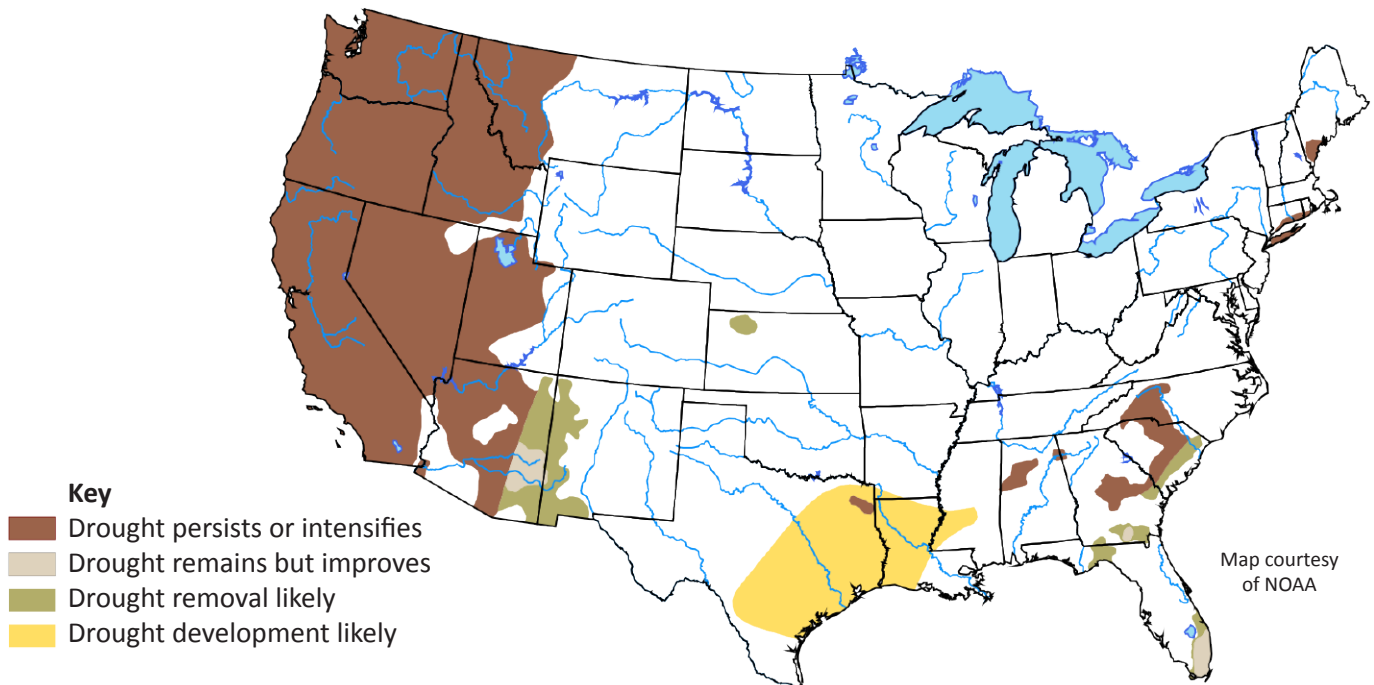 Key
Drought persists or intensifies
Drought remains but improves
Drought removal likely
Drought development likely
Map courtesy
of NOAA